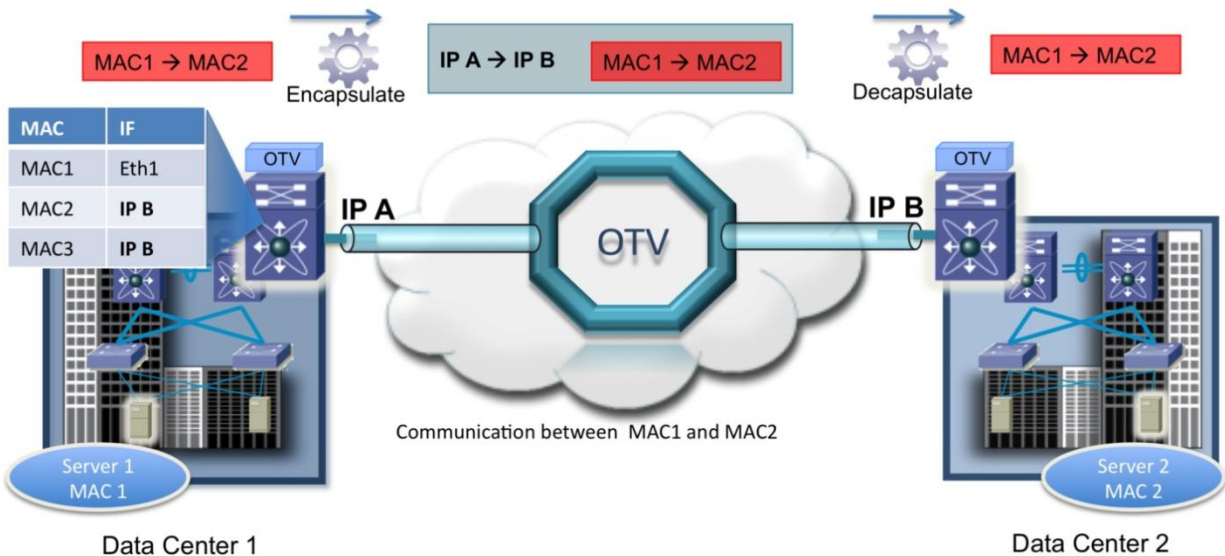 MAC1 → MAC2
Encapsulate
IP A → IP B MAC1 → MAC2
Decapsulate
MAC1 → MAC2
MAC IF
MAC1 Eth1
MAC2 IP B
MAC3 IP B
OTV
IP A
OTV
IP B
OTV
Communication between MAC1 and MAC2
Server 1
MAC 1
Server 2
MAC 2
Data Center 1
Data Center 2